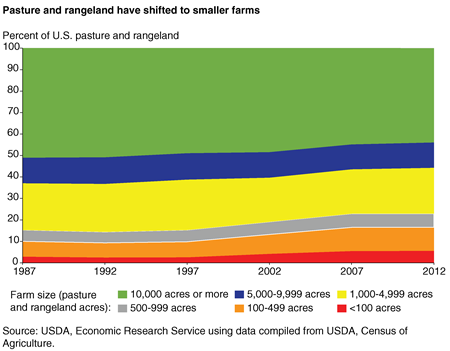 Pasture and rangeland have shifted to smaller farms
Percent of U.S. pasture and rangeland
100
90
80
70
60
50
40
30
20
10
0
1987 1992 1997 2002 2007 2012
Farm size (pasture and rangeland acres):
10,000 acres or more 5,000-9,999 acres 1,000-4,999 acres
500-999 acres 100-499 acres <100 acres
Source: USDA, Economic Research Service using data compiled from USDA, Census of
Agriculture.